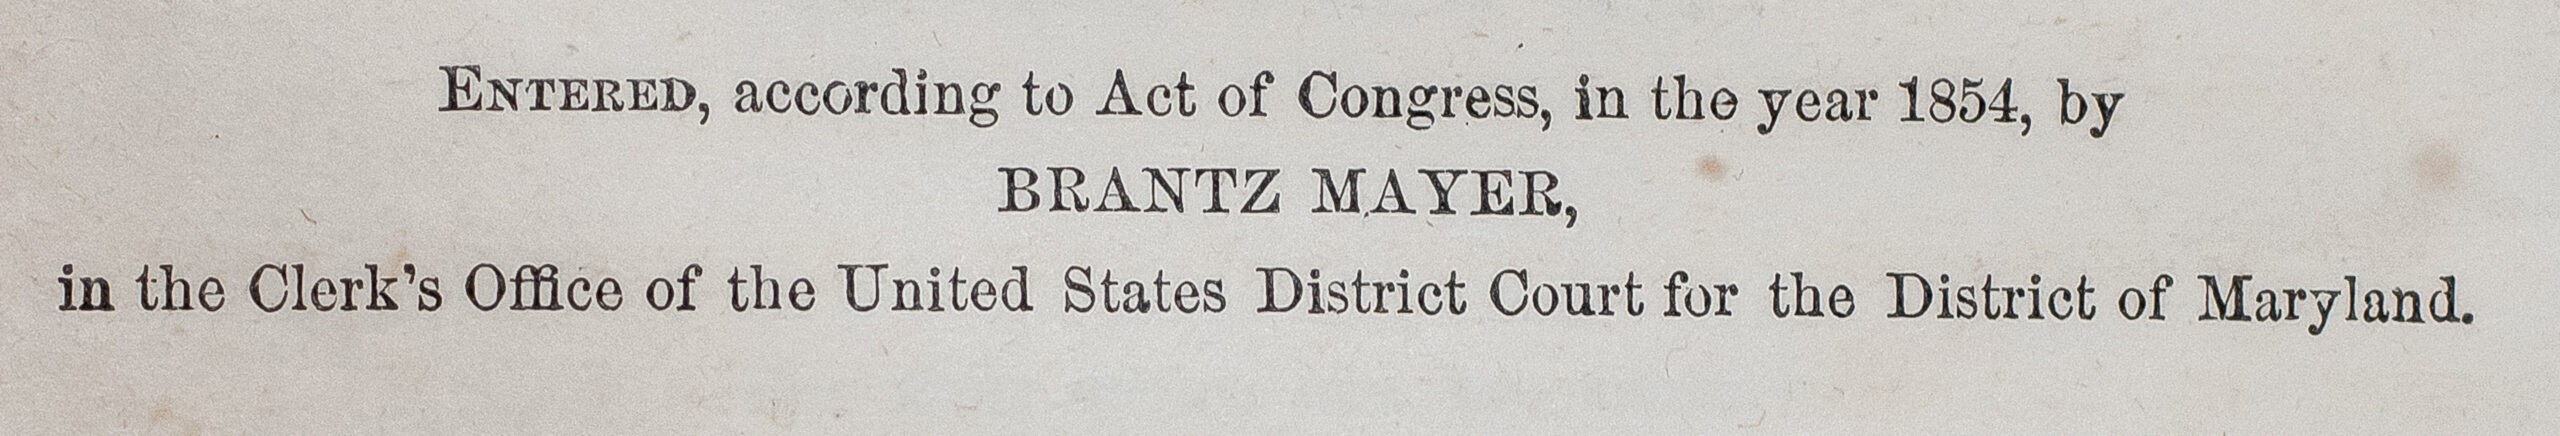 ENTERED, according to Act of Congress, in the year 1854, by
BRANTZ MAYER,
in the Clerk's Office of the United States District Court for the District of Maryland.